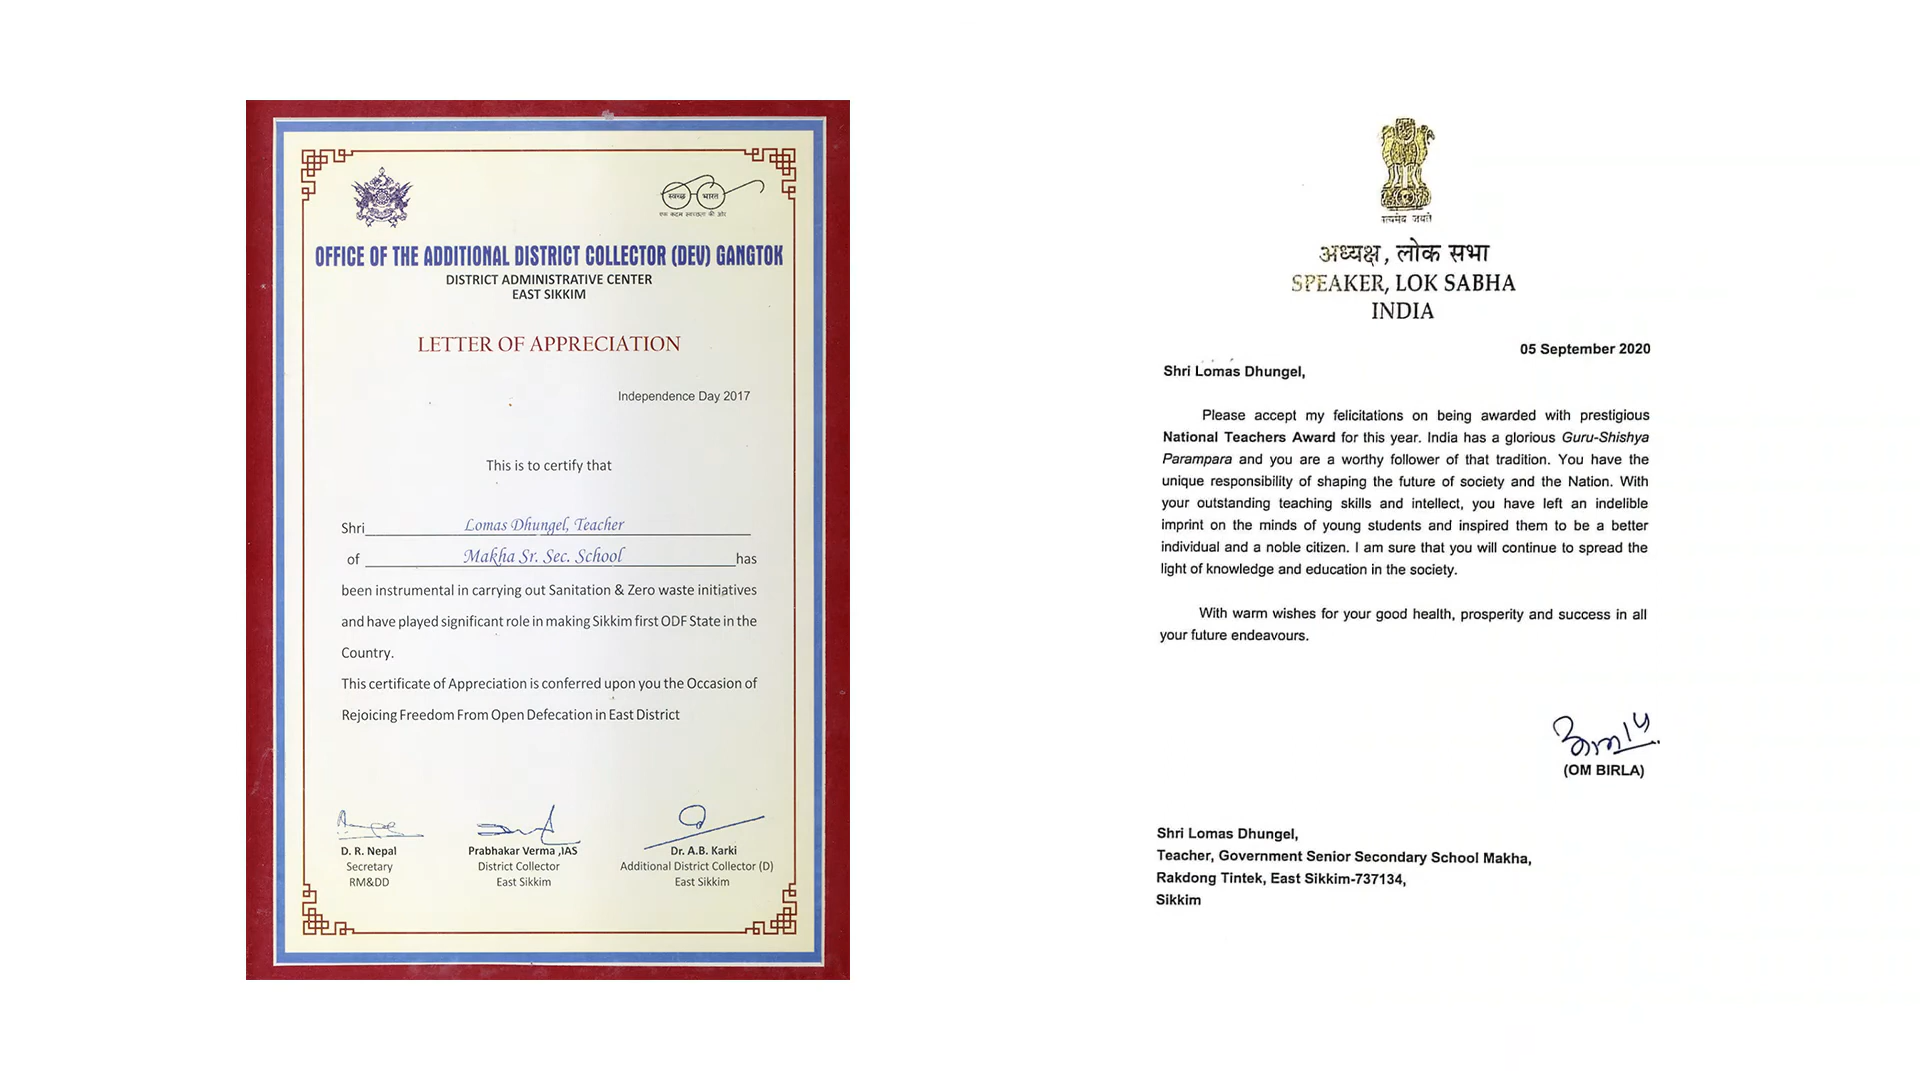 स्वच्छ भारत
एक कदम स्वच्छता की ओर
OFFICE OF THE ADDITIONAL DISTRICT COLLECTOR (DEV) GANGTOK
DISTRICT ADMINISTRATIVE CENTER
EAST SIKKIM
LETTER OF APPRECIATION
Independence Day 2017
This is to certify that
Shri Lomas Dhungel, Teacher
of Makha Sr. Sec. School has
been instrumental in carrying out Sanitation & Zero waste initiatives
and have played significant role in making Sikkim first ODF State in the
Country.
This certificate of Appreciation is conferred upon you the Occasion of
Rejoicing Freedom From Open Defecation in East District
D. R. Nepal
Secretary
RM&DD
Prabhakar Verma ,IAS
District Collector
East Sikkim
Dr. A.B. Karki
Additional District Collector (D)
East Sikkim
सत्यमेव जयते
अध्यक्ष, लोक सभा
SPEAKER, LOK SABHA
INDIA
05 September 2020
Shri Lomas Dhungel,
Please accept my felicitations on being awarded with prestigious
National Teachers Award for this year. India has a glorious Guru-Shishya
Parampara and you are a worthy follower of that tradition. You have the
unique responsibility of shaping the future of society and the Nation. With
your outstanding teaching skills and intellect, you have left an indelible
imprint on the minds of young students and inspired them to be a better
individual and a noble citizen. I am sure that you will continue to spread the
light of knowledge and education in the society.
With warm wishes for your good health, prosperity and success in all
your future endeavours.
(OM BIRLA)
Shri Lomas Dhungel,
Teacher, Government Senior Secondary School Makha,
Rakdong Tintek, East Sikkim-737134,
Sikkim